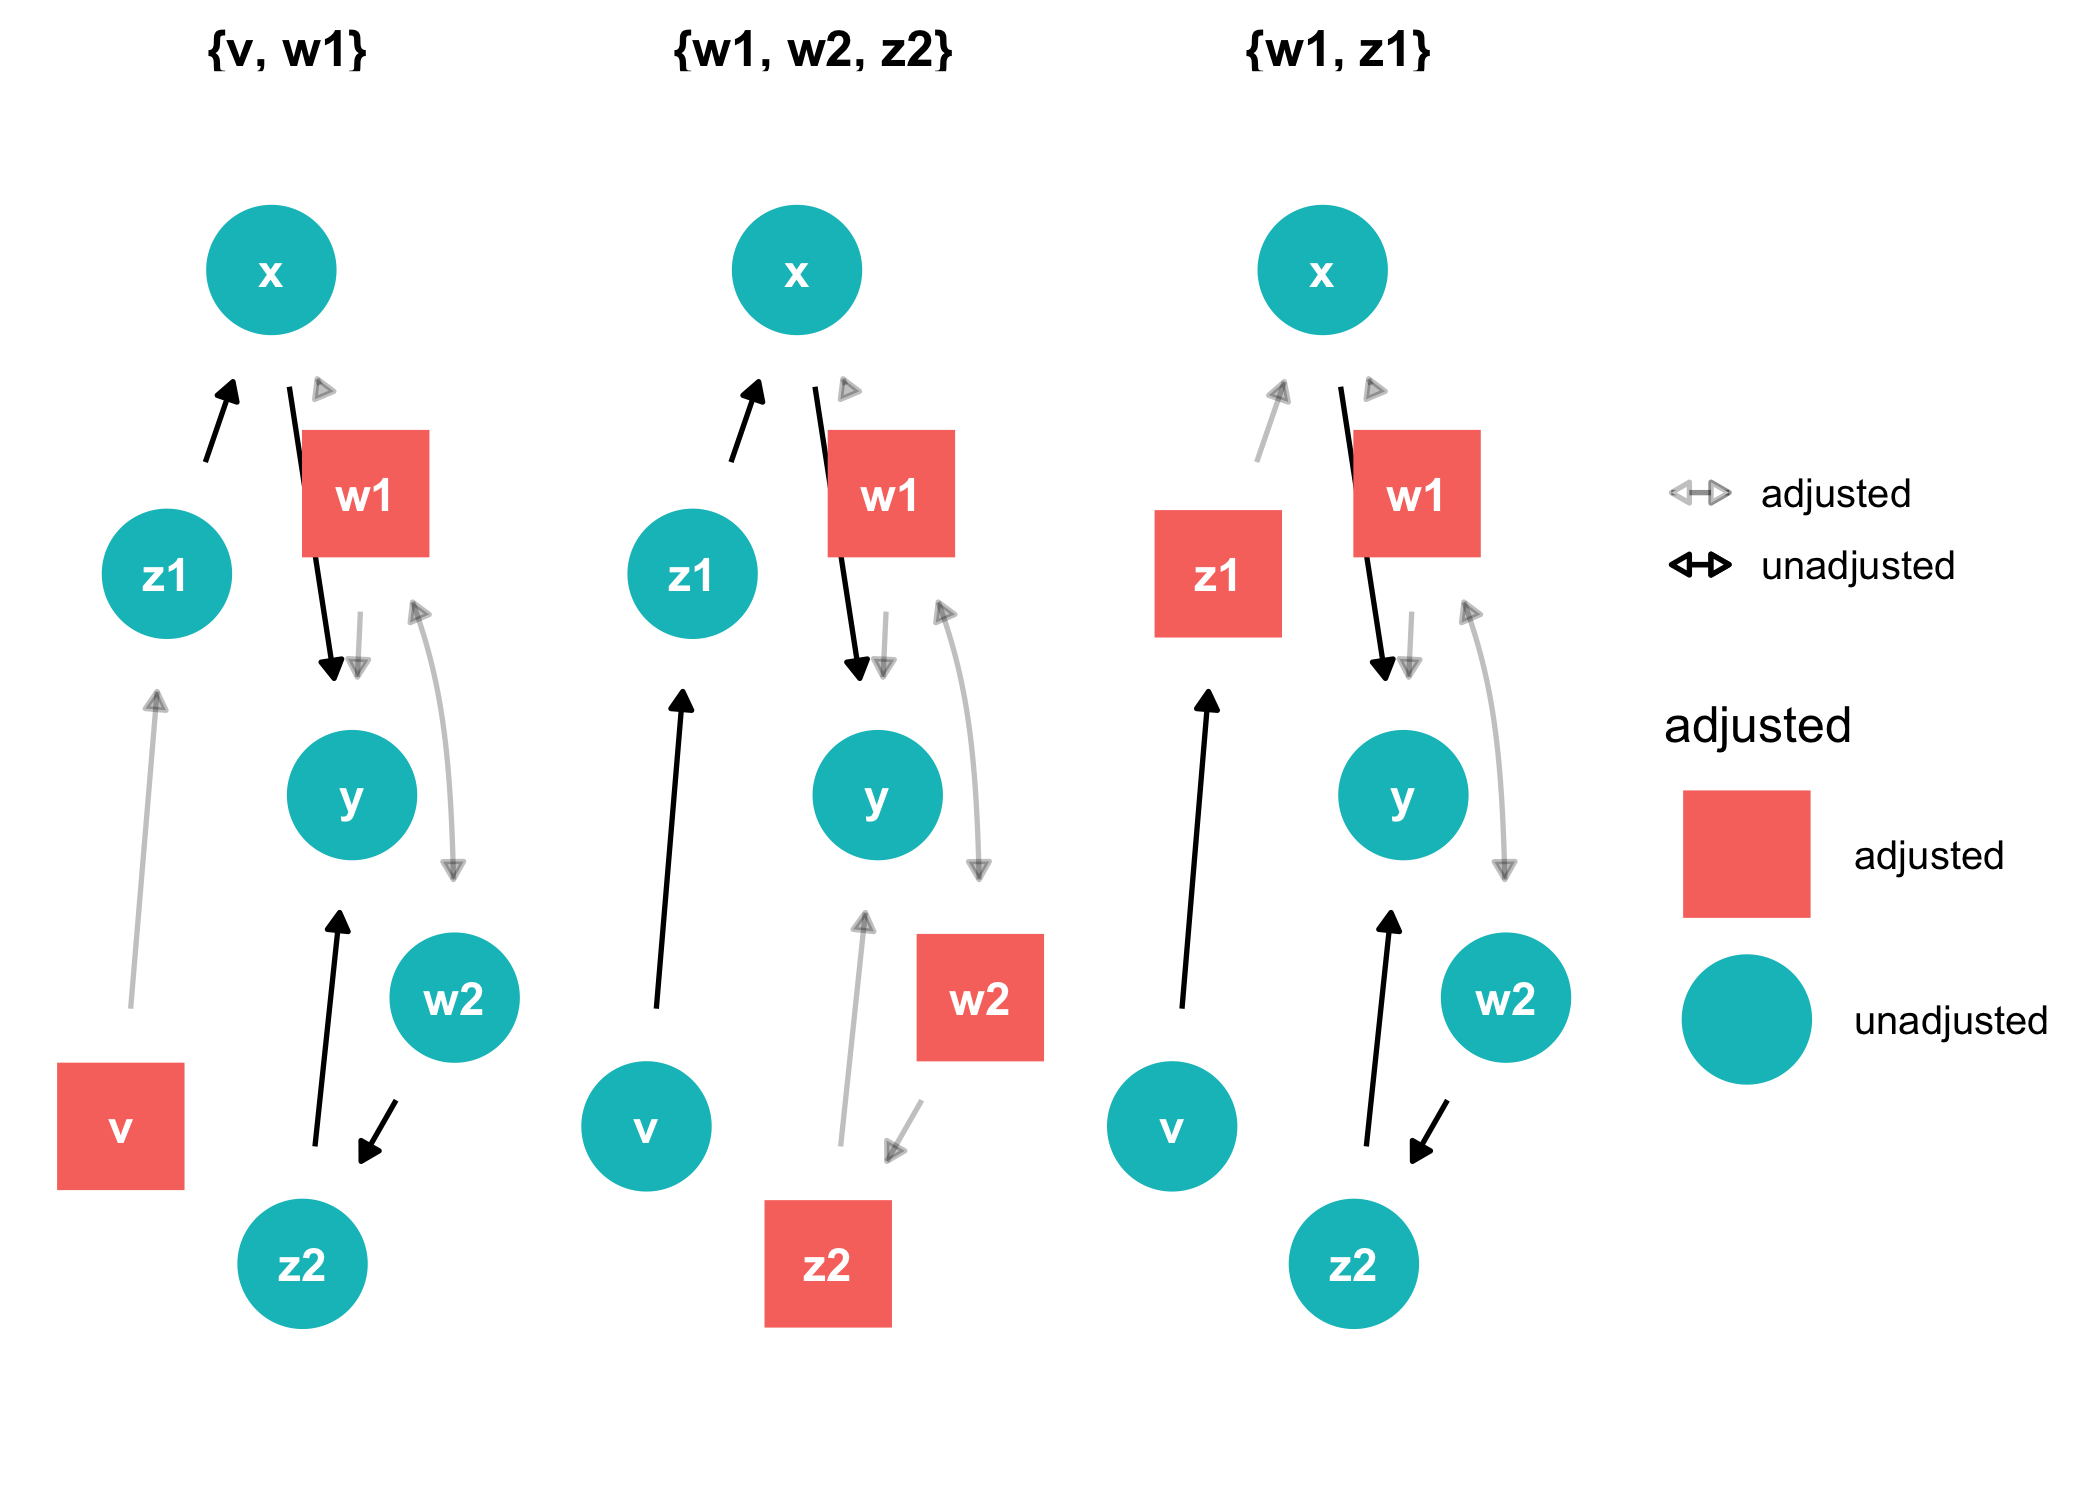 {v, w1}
{w1, w2, z2}
{w1, z1}
x
w1
z1
y
w2
v
z2
x
w1
z1
y
w2
v
z2
x
w1
z1
y
w2
v
z2
adjusted
unadjusted
adjusted
adjusted
unadjusted